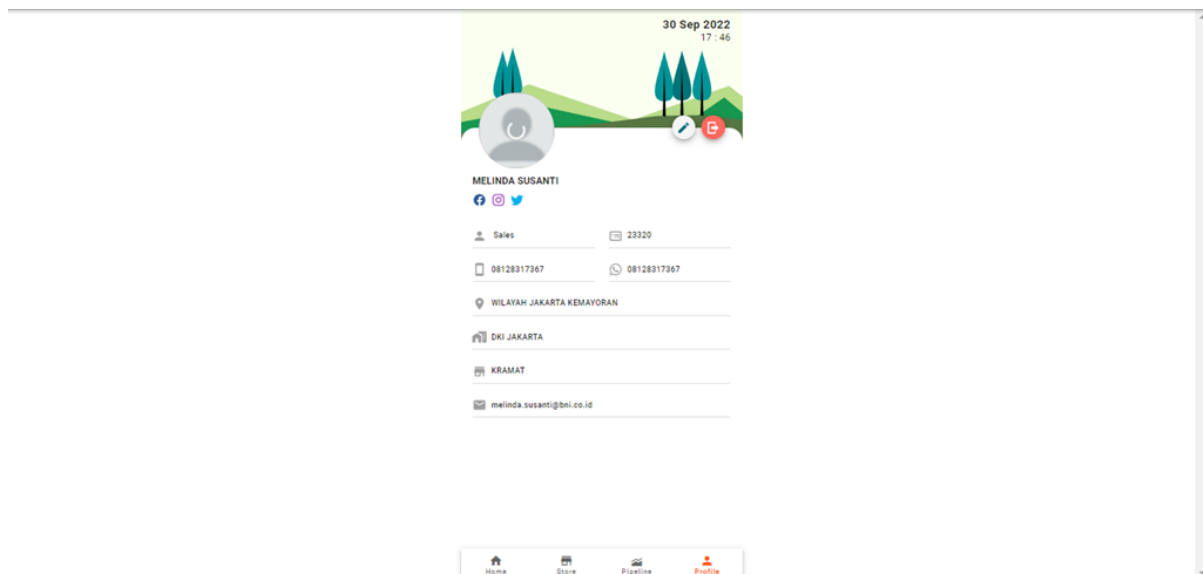 30 Sep 2022
17 : 46
MELINDA SUSANTI
Sales
23320
08128317367
08128317367
WILAYAH JAKARTA KEMAYORAN
DKI JAKARTA
KRAMAT
melinda.susanti@bni.co.id
Home
Store
Pipeline
Profile